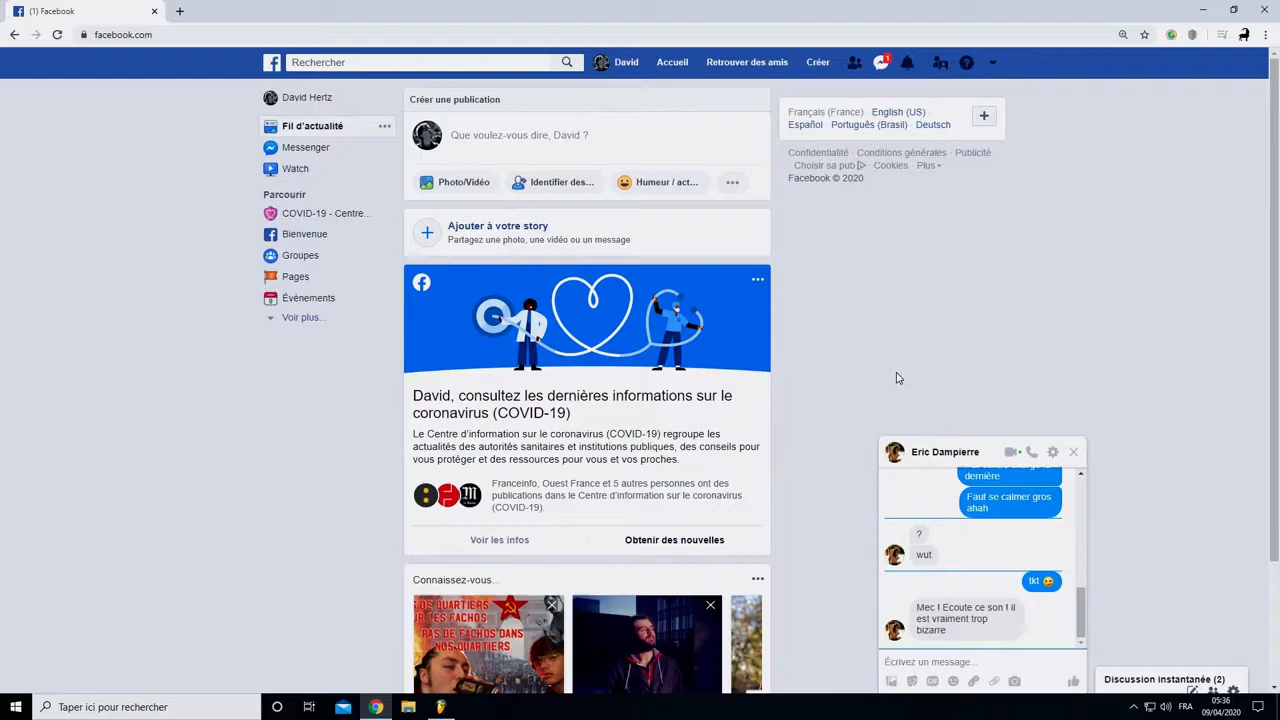 (1) Facebook
facebook.com
Rechercher
David
Accueil
Retrouver des amis
Créer
1
David Hertz
Fil d'actualité
Messenger
Watch
Parcourir
COVID-19 - Centre...
Bienvenue
Groupes
Pages
Évènements
Voir plus...
Créer une publication
Que voulez-vous dire, David ?
Photo/Vidéo
Identifier des...
Humeur / act...
Ajouter à votre story
Partagez une photo, une vidéo ou un message
David, consultez les dernières informations sur le
coronavirus (COVID-19)
Le Centre d'information sur le coronavirus (COVID-19) regroupe les
actualités des autorités sanitaires et institutions publiques, des conseils pour
vous protéger et des ressources pour vous et vos proches.
Franceinfo, Ouest France et 5 autres personnes ont des
publications dans le Centre d'information sur le coronavirus
(COVID-19).
Voir les infos
Obtenir des nouvelles
Connaissez-vous...
DE QUARTIERS
FACHOS
PAS DE FACHOS DANS
NOS QUARTIERS
Français (France) · English (US) ·
Español · Português (Brasil) · Deutsch
Confidentialité · Conditions générales · Publicité
· Choisir sa pub · Cookies · Plus
Facebook © 2020
Eric Dampierre
dernière
Faut se calmer gros
ahah
?
wut
tkt
Mec ! Ecoute ce son ! il
est vraiment trop
bizarre
Écrivez un message...
GIF
Discussion instantanée (2)
Taper ici pour rechercher
FRA
05:36
09/04/2020